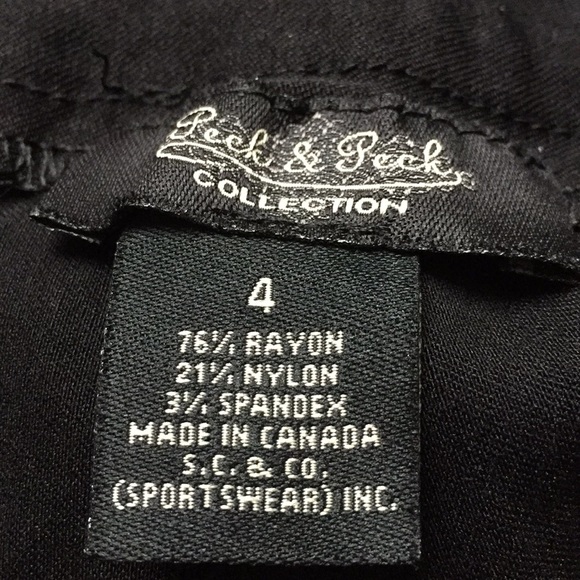 Peck & Peck
COLLECTION
4
76% RAYON
21% NYLON
3% SPANDEX
MADE IN CANADA
S.C. & CO.
(SPORTSWEAR) INC.